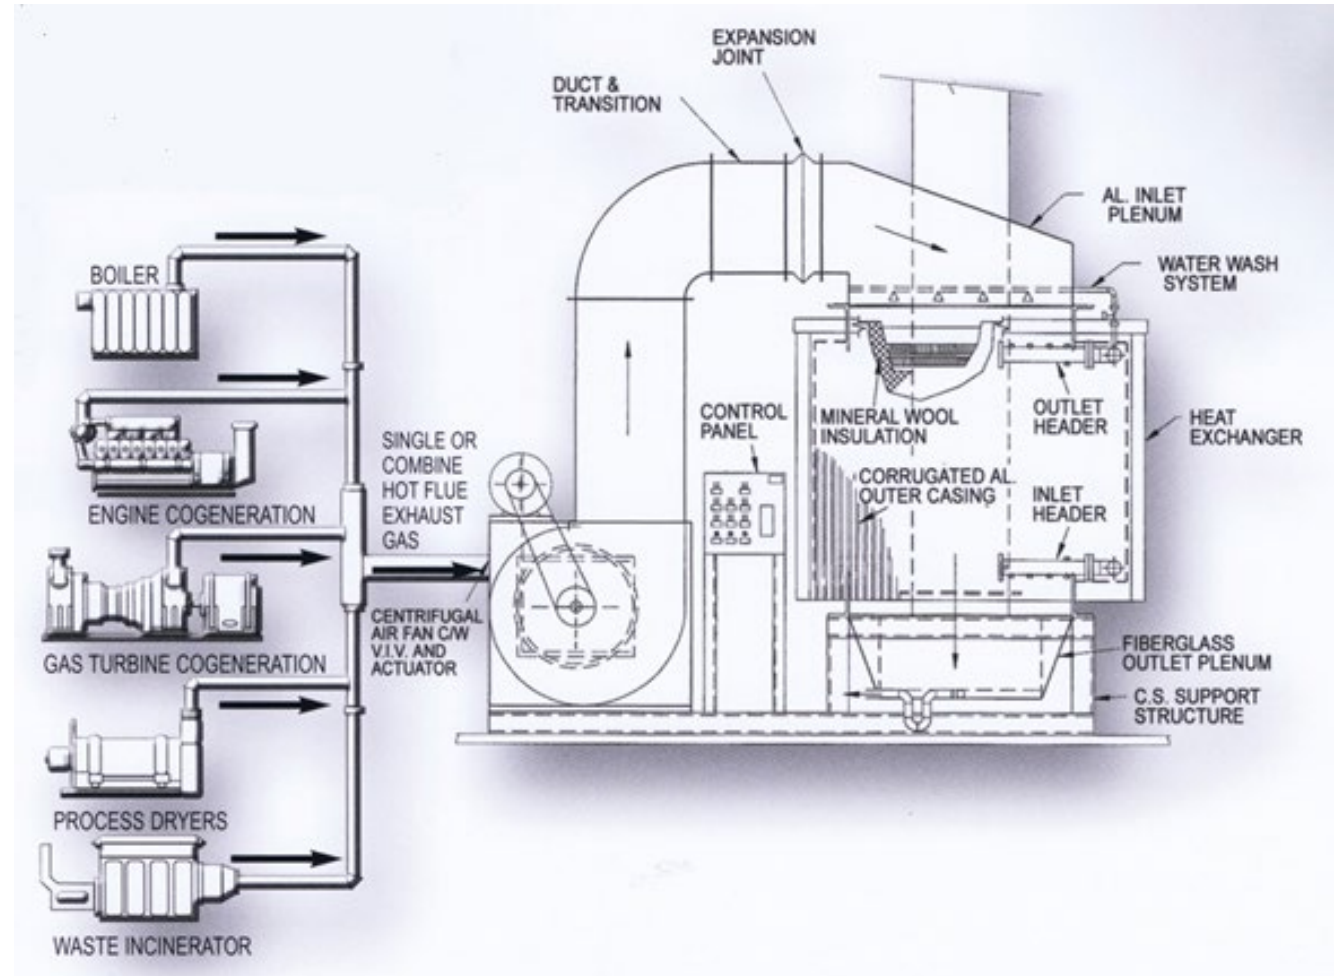 EXPANSION
JOINT
DUCT &
TRANSITION
AL. INLET
PLENUM
WATER WASH
SYSTEM
BOILER
CONTROL
PANEL
MINERAL WOOL
INSULATION
OUTLET
HEADER
HEAT
EXCHANGER
SINGLE OR
COMBINE
HOT FLUE
EXHAUST
GAS
CORRUGATED AL.
OUTER CASING
INLET
HEADER
ENGINE COGENERATION
CENTRIFUGAL
AIR FAN C/W
V.I.V. AND
ACTUATOR
GAS TURBINE COGENERATION
FIBERGLASS
OUTLET PLENUM
C.S. SUPPORT
STRUCTURE
PROCESS DRYERS
WASTE INCINERATOR